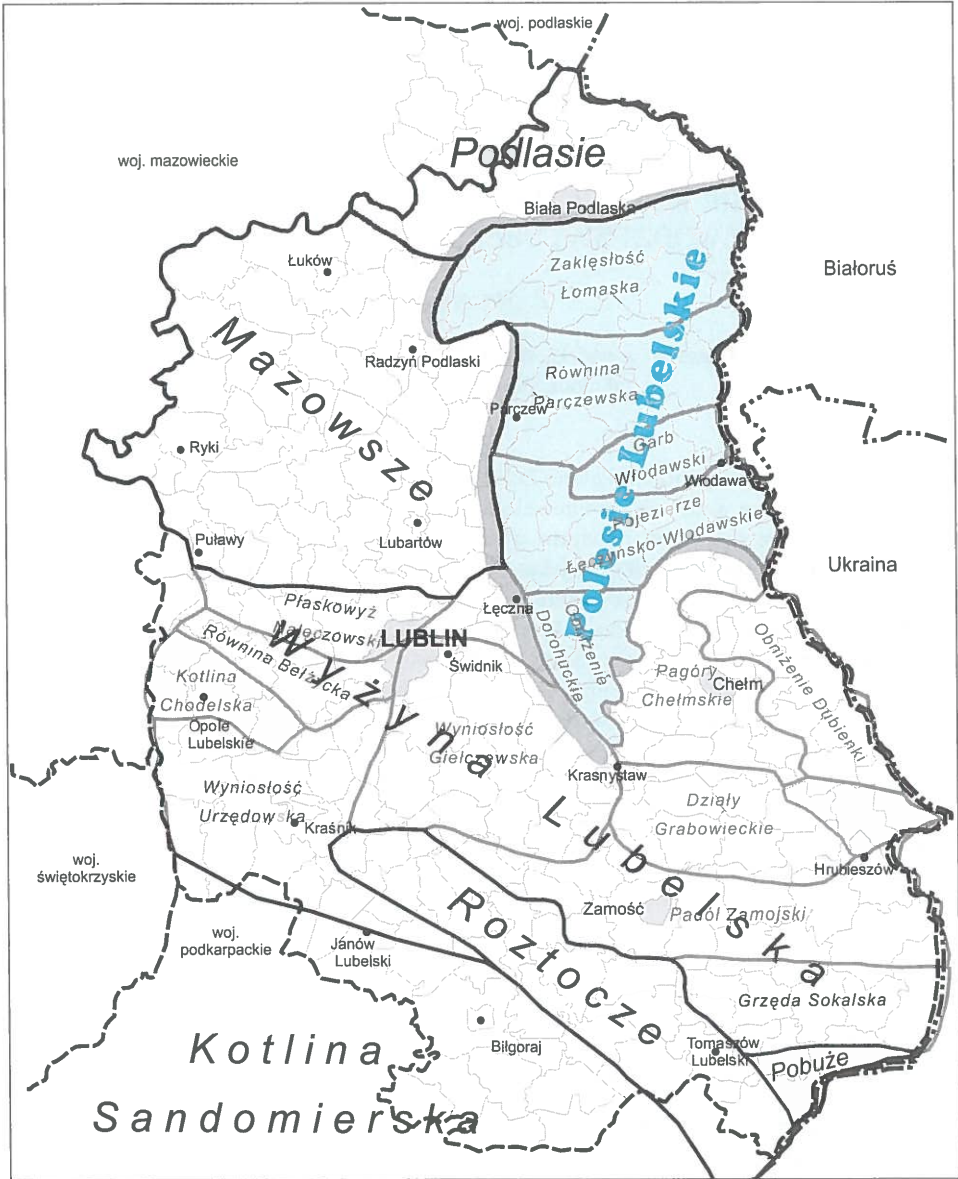 woj. podlaskie
Podlasie
woj. mazowieckie
Biała Podlaska
Łuków
Zaklęsłość
Łomaska
Białoruś
Mazowsze
Polesie Lubelskie
Radzyń Podlaski
Równina
Parczewska
Parczew
Garb
Włodawski
Włodawa
Ryki
Pojezierze
Łęczyńsko-Włodawskie
Lubartów
Puławy
Ukraina
Płaskowyż
Nałęczowski
Łęczna
Obniżenie
Dorohuckie
Obniżenie Dubienki
LUBLIN
Świdnik
Równina Bełżycka
Wyżyna Lubelska
Kotlina
Chodelska
Opole
Lubelskie
Pagóry
Chełmskie
Chełm
Wyniosłość
Giełczewska
Krasnystaw
Wyniosłość
Urzędowska
Kraśnik
Działy
Grabowieckie
woj.
świętokrzyskie
Hrubieszów
Roztocze
Zamość
Padół Zamojski
woj.
podkarpackie
Janów
Lubelski
Grzęda Sokalska
Kotlina
Sandomierska
Biłgoraj
Tomaszów
Lubelski
Pobuże